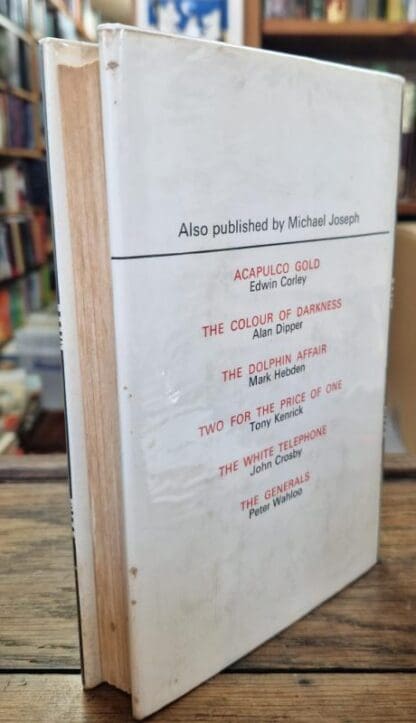 Also published by Michael Joseph
ACAPULCO GOLD
Edwin Corley
THE COLOUR OF DARKNESS
Alan Dipper
THE DOLPHIN AFFAIR
Mark Hebden
TWO FOR THE PRICE OF ONE
Tony Kenrick
THE WHITE TELEPHONE
John Crosby
THE GENERALS
Peter Wahloo